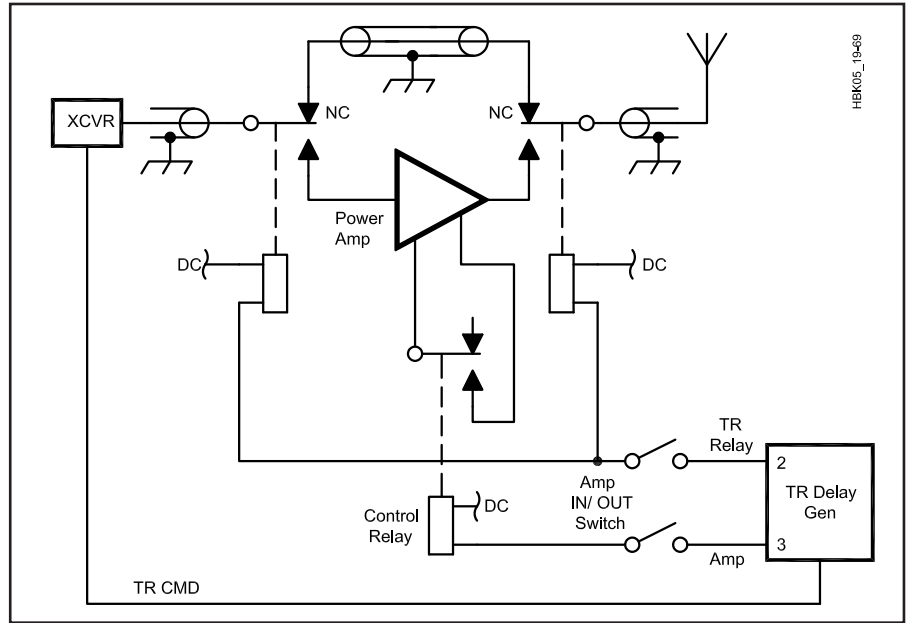 HBK05_19-69
XCVR
NC
NC
Power
Amp
DC
DC
TR
Relay
2
Amp
IN/ OUT
Switch
TR Delay
Gen
Control
Relay
DC
3
Amp
TR CMD